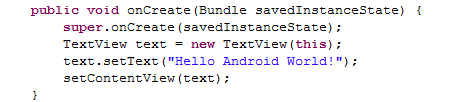 public void onCreate(Bundle savedInstanceState) {
    super.onCreate(savedInstanceState);
    TextView text = new TextView(this);
    text.setText("Hello Android World!");
    setContentView(text);
}